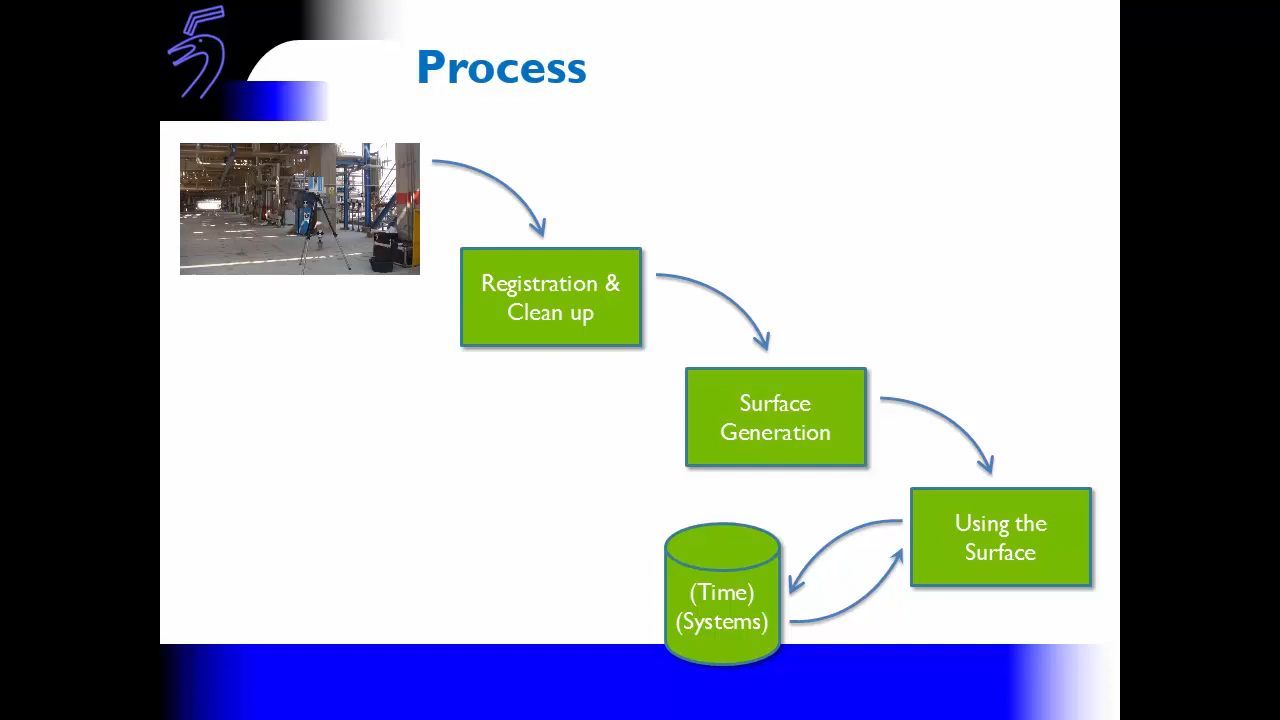 Process
Registration &
Clean up
Surface
Generation
Using the
Surface
(Time)
(Systems)